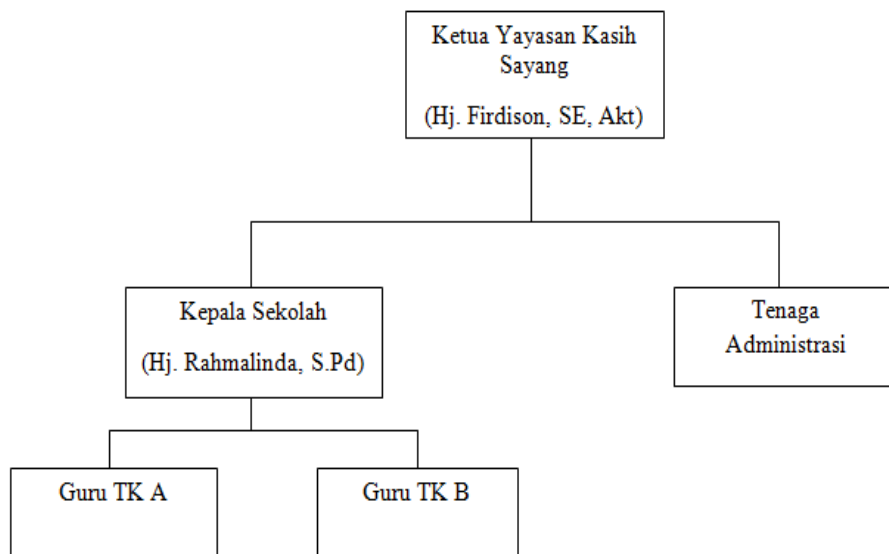 Ketua Yayasan Kasih
Sayang
(Hj. Firdison, SE, Akt)
Kepala Sekolah
(Hj. Rahmalinda, S.Pd)
Tenaga
Administrasi
Guru TK A
Guru TK B